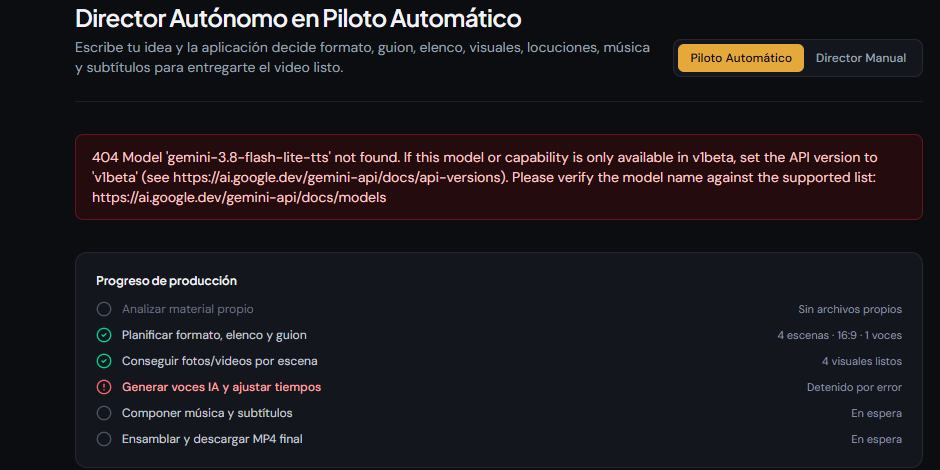 Director Autónomo en Piloto Automático
Escribe tu idea y la aplicación decide formato, guion, elenco, visuales, locuciones, música
y subtítulos para entregarte el video listo.
Piloto Automático
Director Manual
404 Model 'gemini-3.8-flash-lite-tts' not found. If this model or capability is only available in v1beta, set the API version to
'v1beta' (see https://ai.google.dev/gemini-api/docs/api-versions). Please verify the model name against the supported list:
https://ai.google.dev/gemini-api/docs/models
Progreso de producción
Analizar material propio
Sin archivos propios
Planificar formato, elenco y guion
4 escenas · 16:9 · 1 voces
Conseguir fotos/videos por escena
4 visuales listos
Generar voces IA y ajustar tiempos
Detenido por error
Componer música y subtítulos
En espera
Ensamblar y descargar MP4 final
En espera